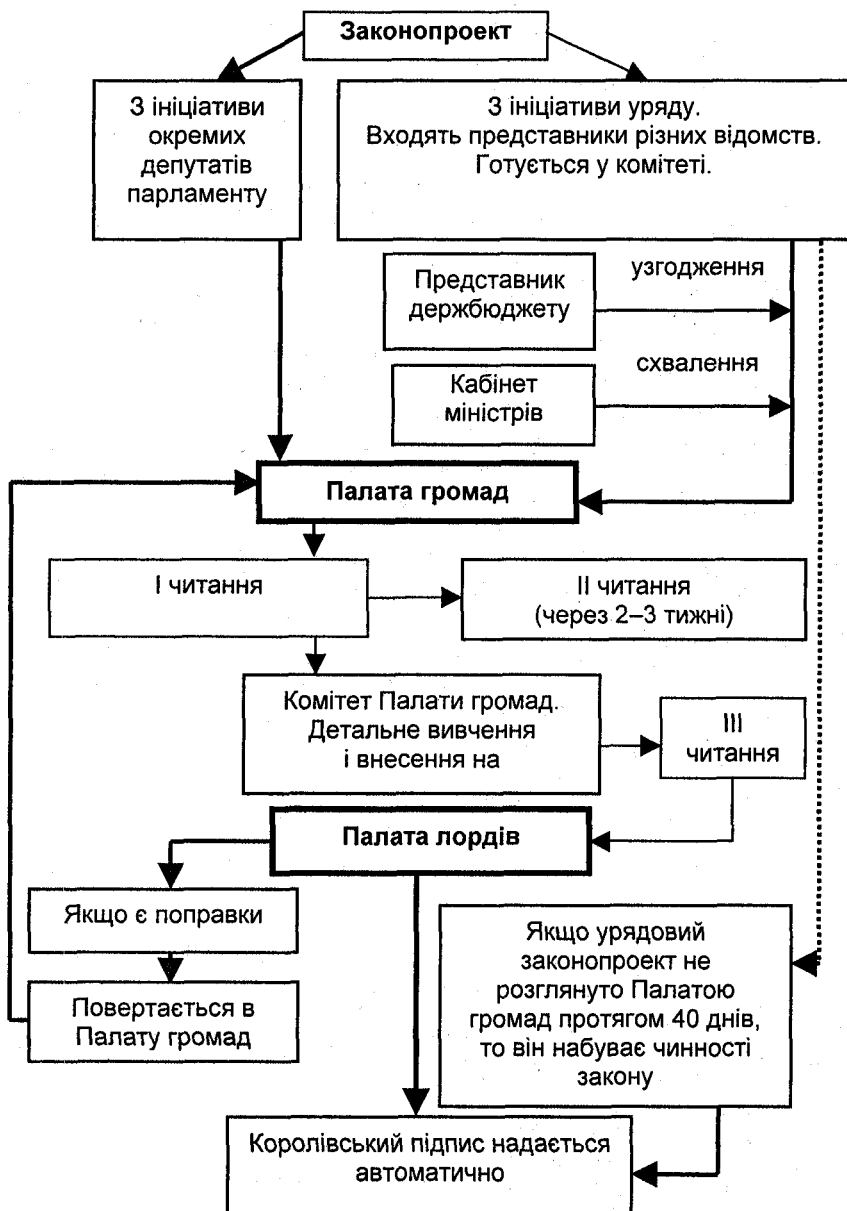 Законопроект
З ініціативи
окремих
депутатів
парламенту
З ініціативи уряду.
Входять представники різних відомств.
Готується у комітеті.
Представник
держбюджету
узгодження
Кабінет
міністрів
схвалення
Палата громад
І читання
ІІ читання
(через 2–3 тижні)
Комітет Палати громад.
Детальне вивчення
і внесення на
ІІІ
читання
Палата лордів
Якщо є поправки
Повертається в
Палату громад
Якщо урядовий
законопроект не
розглянуто Палатою
громад протягом 40 днів,
то він набуває чинності
закону
Королівський підпис надається
автоматично